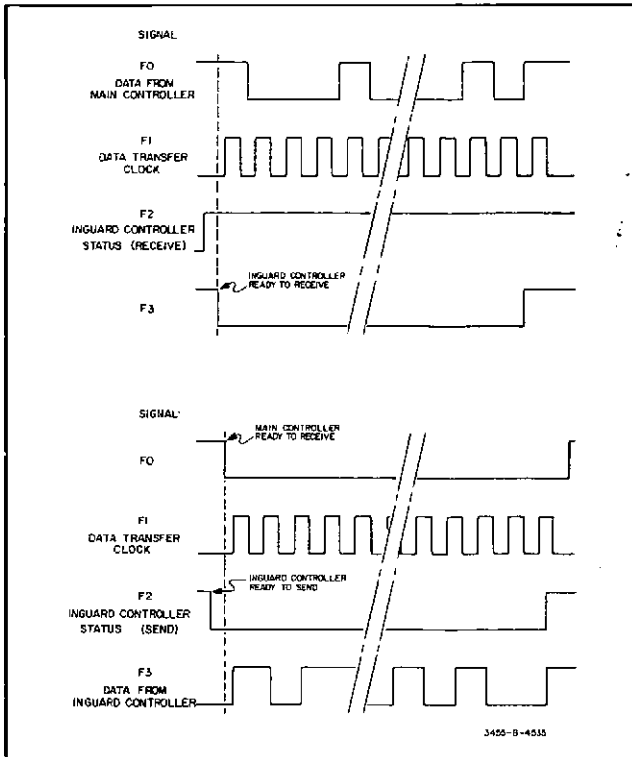 SIGNAL
F0
DATA FROM
MAIN CONTROLLER
F1
DATA TRANSFER
CLOCK
F2
INGUARD CONTROLLER
STATUS (RECEIVE)
INGUARD CONTROLLER
READY TO RECEIVE
F3
SIGNAL
MAIN CONTROLLER
READY TO RECEIVE
F0
F1
DATA TRANSFER
CLOCK
INGUARD CONTROLLER
READY TO SEND
F2
INGUARD CONTROLLER
STATUS (SEND)
F3
DATA FROM
INGUARD CONTROLLER
3455-B-4535